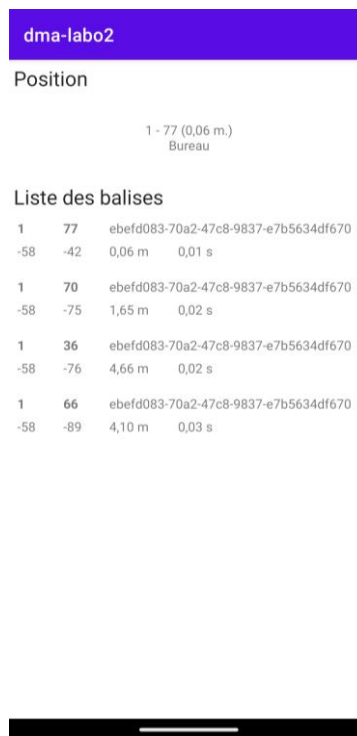 dma-labo2
Position
1 - 77 (0,06 m.)
Bureau
Liste des balises
1 77 ebefd083-70a2-47c8-9837-e7b5634df670
-58 -42 0,06 m 0,01 s
1 70 ebefd083-70a2-47c8-9837-e7b5634df670
-58 -75 1,65 m 0,02 s
1 36 ebefd083-70a2-47c8-9837-e7b5634df670
-58 -76 4,66 m 0,02 s
1 66 ebefd083-70a2-47c8-9837-e7b5634df670
-58 -89 4,10 m 0,03 s